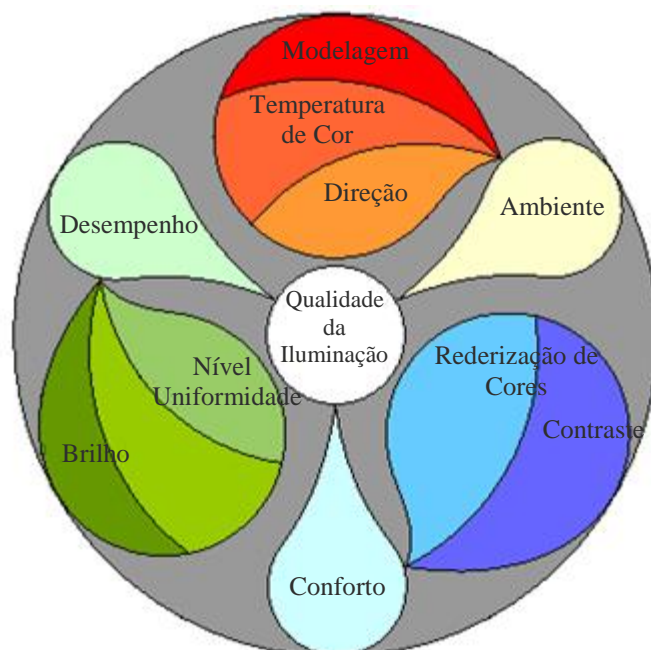 Modelagem
Temperatura
de Cor
Direção
Desempenho
Ambiente
Qualidade
da
Iluminação
Nível
Uniformidade
Brilho
Rederização de
Cores
Contraste
Conforto